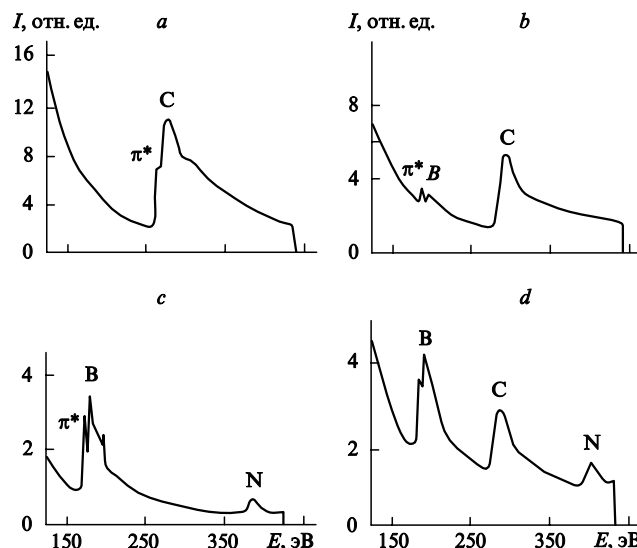 I, отн. ед. a
16
12
8
4
0
C
π*
I, отн. ед. b
8
4
0
π* B
C
c
4
2
0
π*
B
N
150 250 350 E, эВ
d
4
2
0
B
C
N
150 250 350 E, эВ